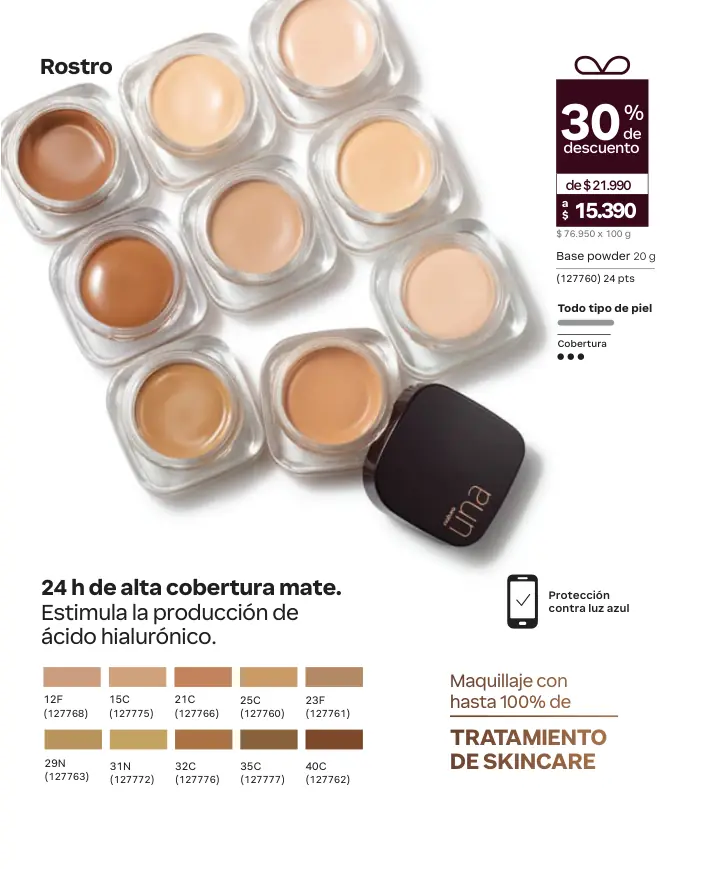 Rostro
30%
de
descuento
de $ 21.990
a $ 15.390
$ 76.950 x 100 g
Base powder 20 g
(127760) 24 pts
Todo tipo de piel
Cobertura
natura
una
24 h de alta cobertura mate.
Estimula la producción de
ácido hialurónico.
Protección
contra luz azul
12F 15C 21C 25C 23F
(127768) (127775) (127766) (127760) (127761)
29N 31N 32C 35C 40C
(127763) (127772) (127776) (127777) (127762)
Maquillaje con
hasta 100% de
TRATAMIENTO
DE SKINCARE